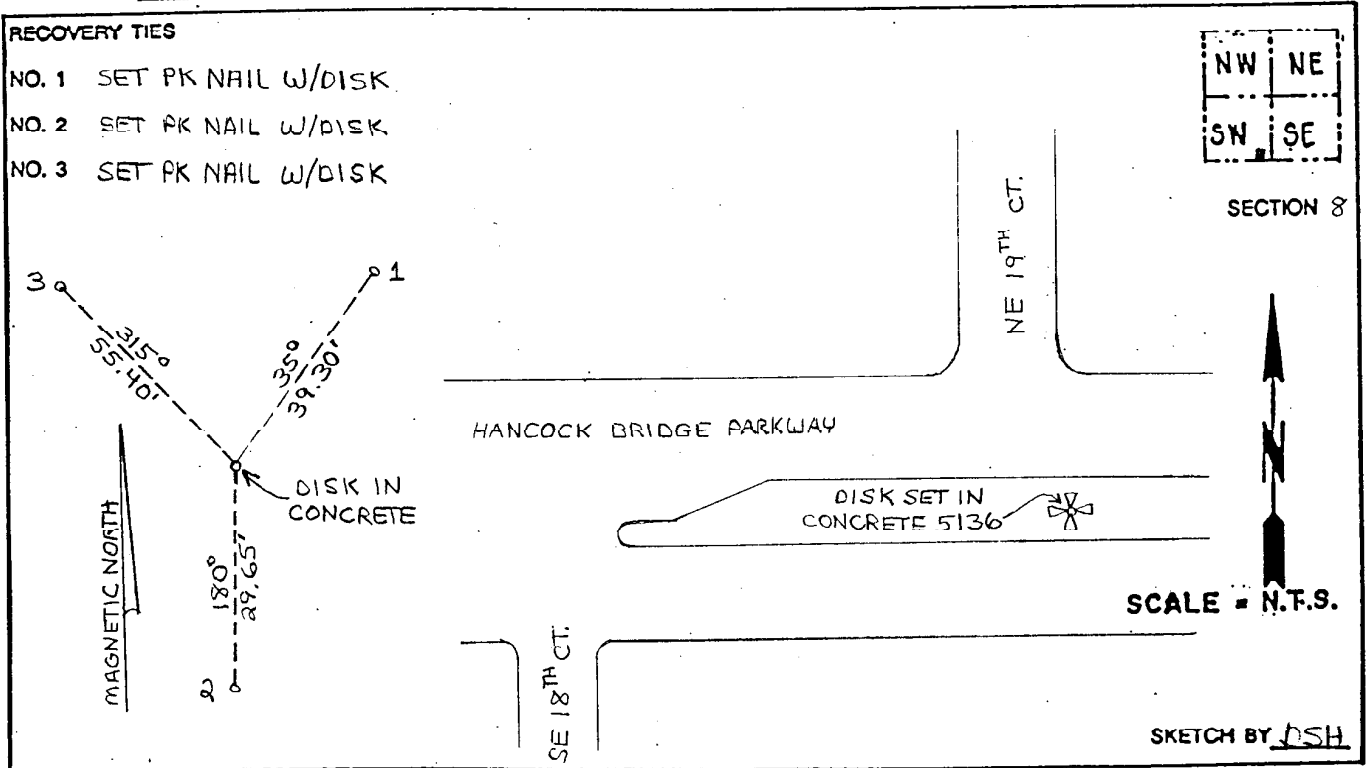 RECOVERY TIES
NO. 1 SET PK NAIL W/DISK
NO. 2 SET PK NAIL W/DISK
NO. 3 SET PK NAIL W/DISK
NW NE
SW SE
SECTION 8
3
1
315°
55.40'
35°
39.30'
DISK IN
CONCRETE
MAGNETIC NORTH
180°
29.65'
2
NE 19TH CT.
HANCOCK BRIDGE PARKWAY
DISK SET IN
CONCRETE 5136
N
SCALE = N.T.S.
SE 18TH CT.
SKETCH BY DSH